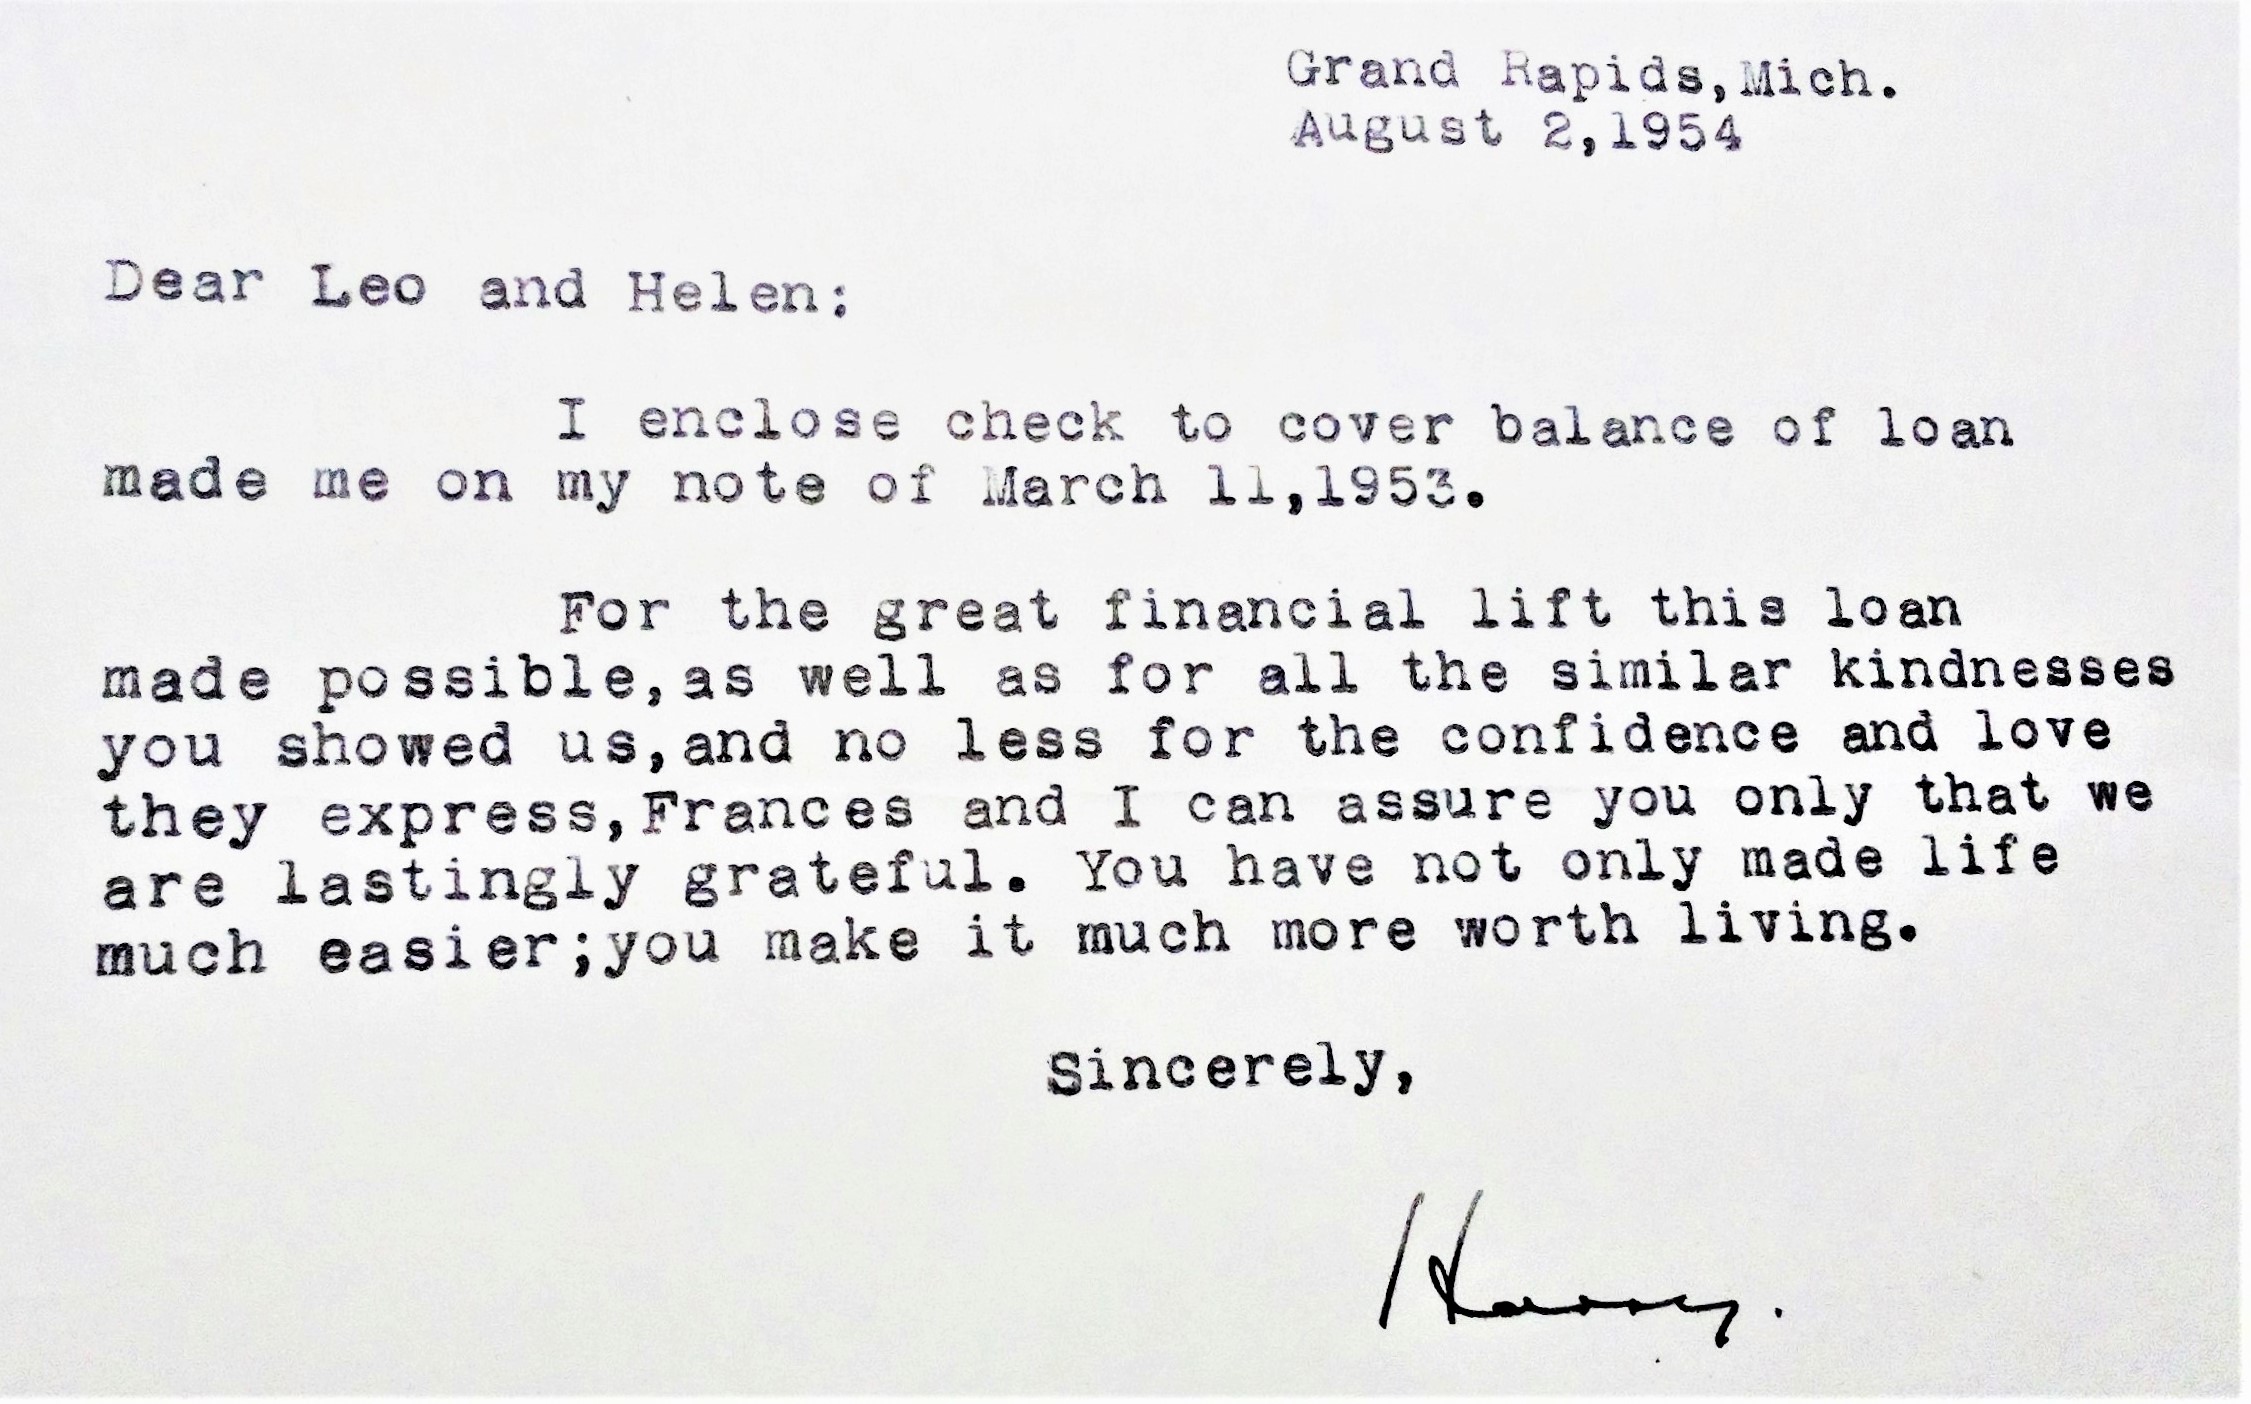 Grand Rapids,Mich.
August 2,1954
Dear Leo and Helen:
I enclose check to cover balance of loan
made me on my note of March 11,1953.
For the great financial lift this loan
made possible,as well as for all the similar kindnesses
you showed us,and no less for the confidence and love
they express,Frances and I can assure you only that we
are lastingly grateful. You have not only made life
much easier;you make it much more worth living.
Sincerely,
Harry.